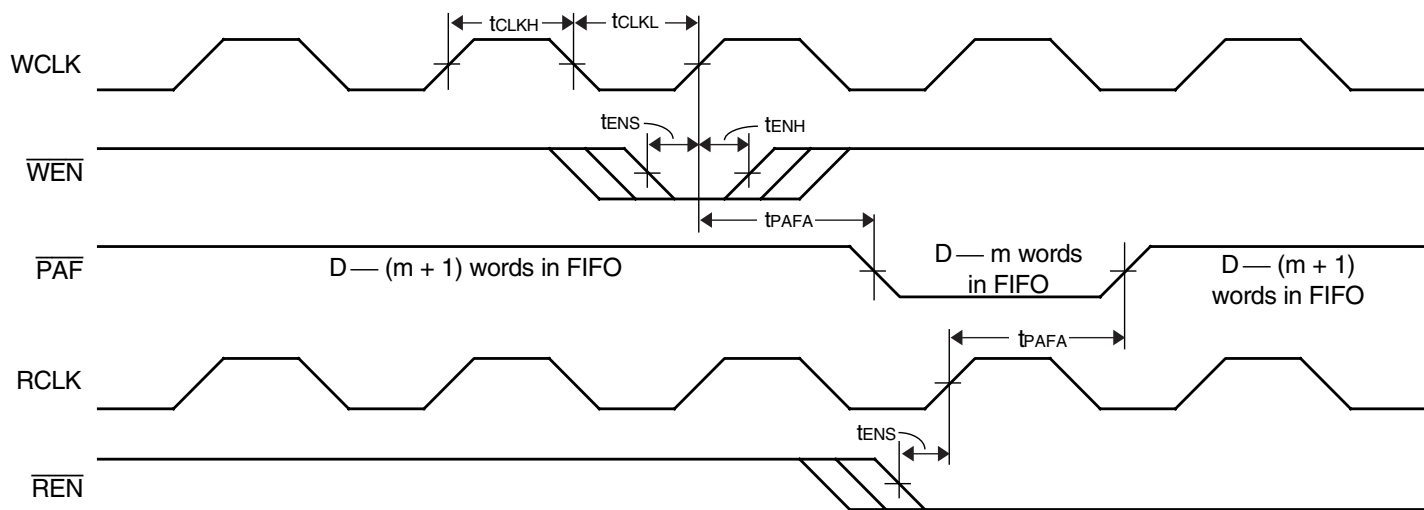 tCLKH
tCLKL
WCLK
tENS
tENH
WEN
tPAFA
PAF
D — (m + 1) words in FIFO
D — m words
in FIFO
D — (m + 1)
words in FIFO
tPAFA
RCLK
tENS
REN